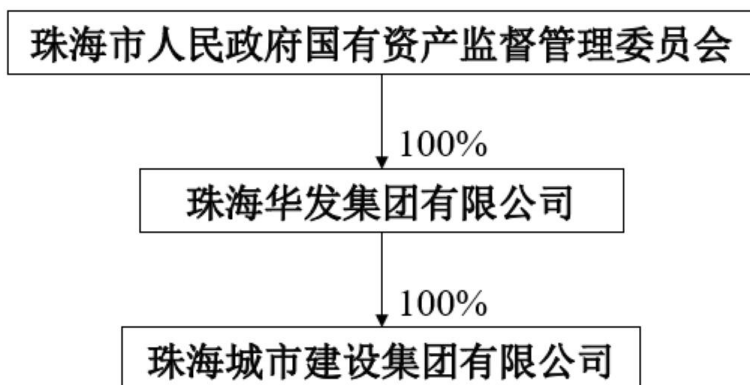 珠海市人民政府国有资产监督管理委员会
100%
珠海华发集团有限公司
100%
珠海城市建设集团有限公司